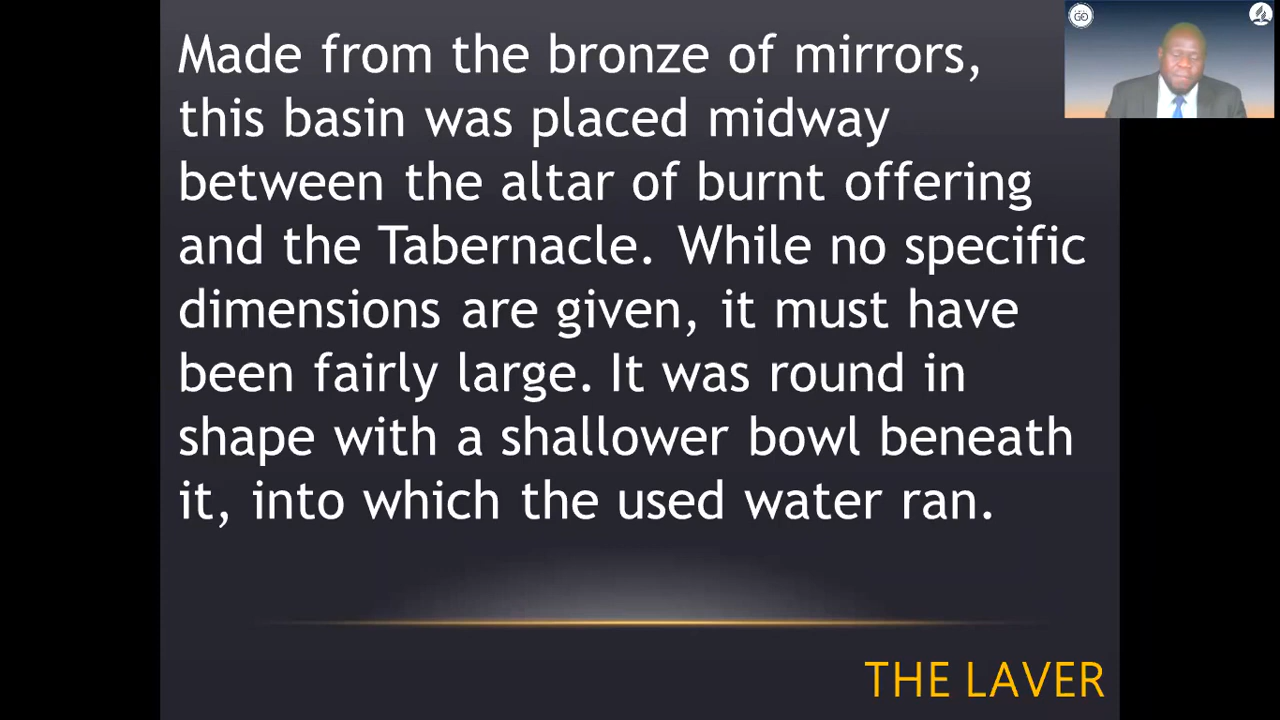 Made from the bronze of mirrors,
this basin was placed midway
between the altar of burnt offering
and the Tabernacle. While no specific
dimensions are given, it must have
been fairly large. It was round in
shape with a shallower bowl beneath
it, into which the used water ran.
THE LAVER
GO